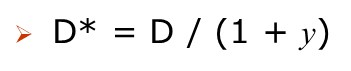 ➢ D* = D / (1 + y)